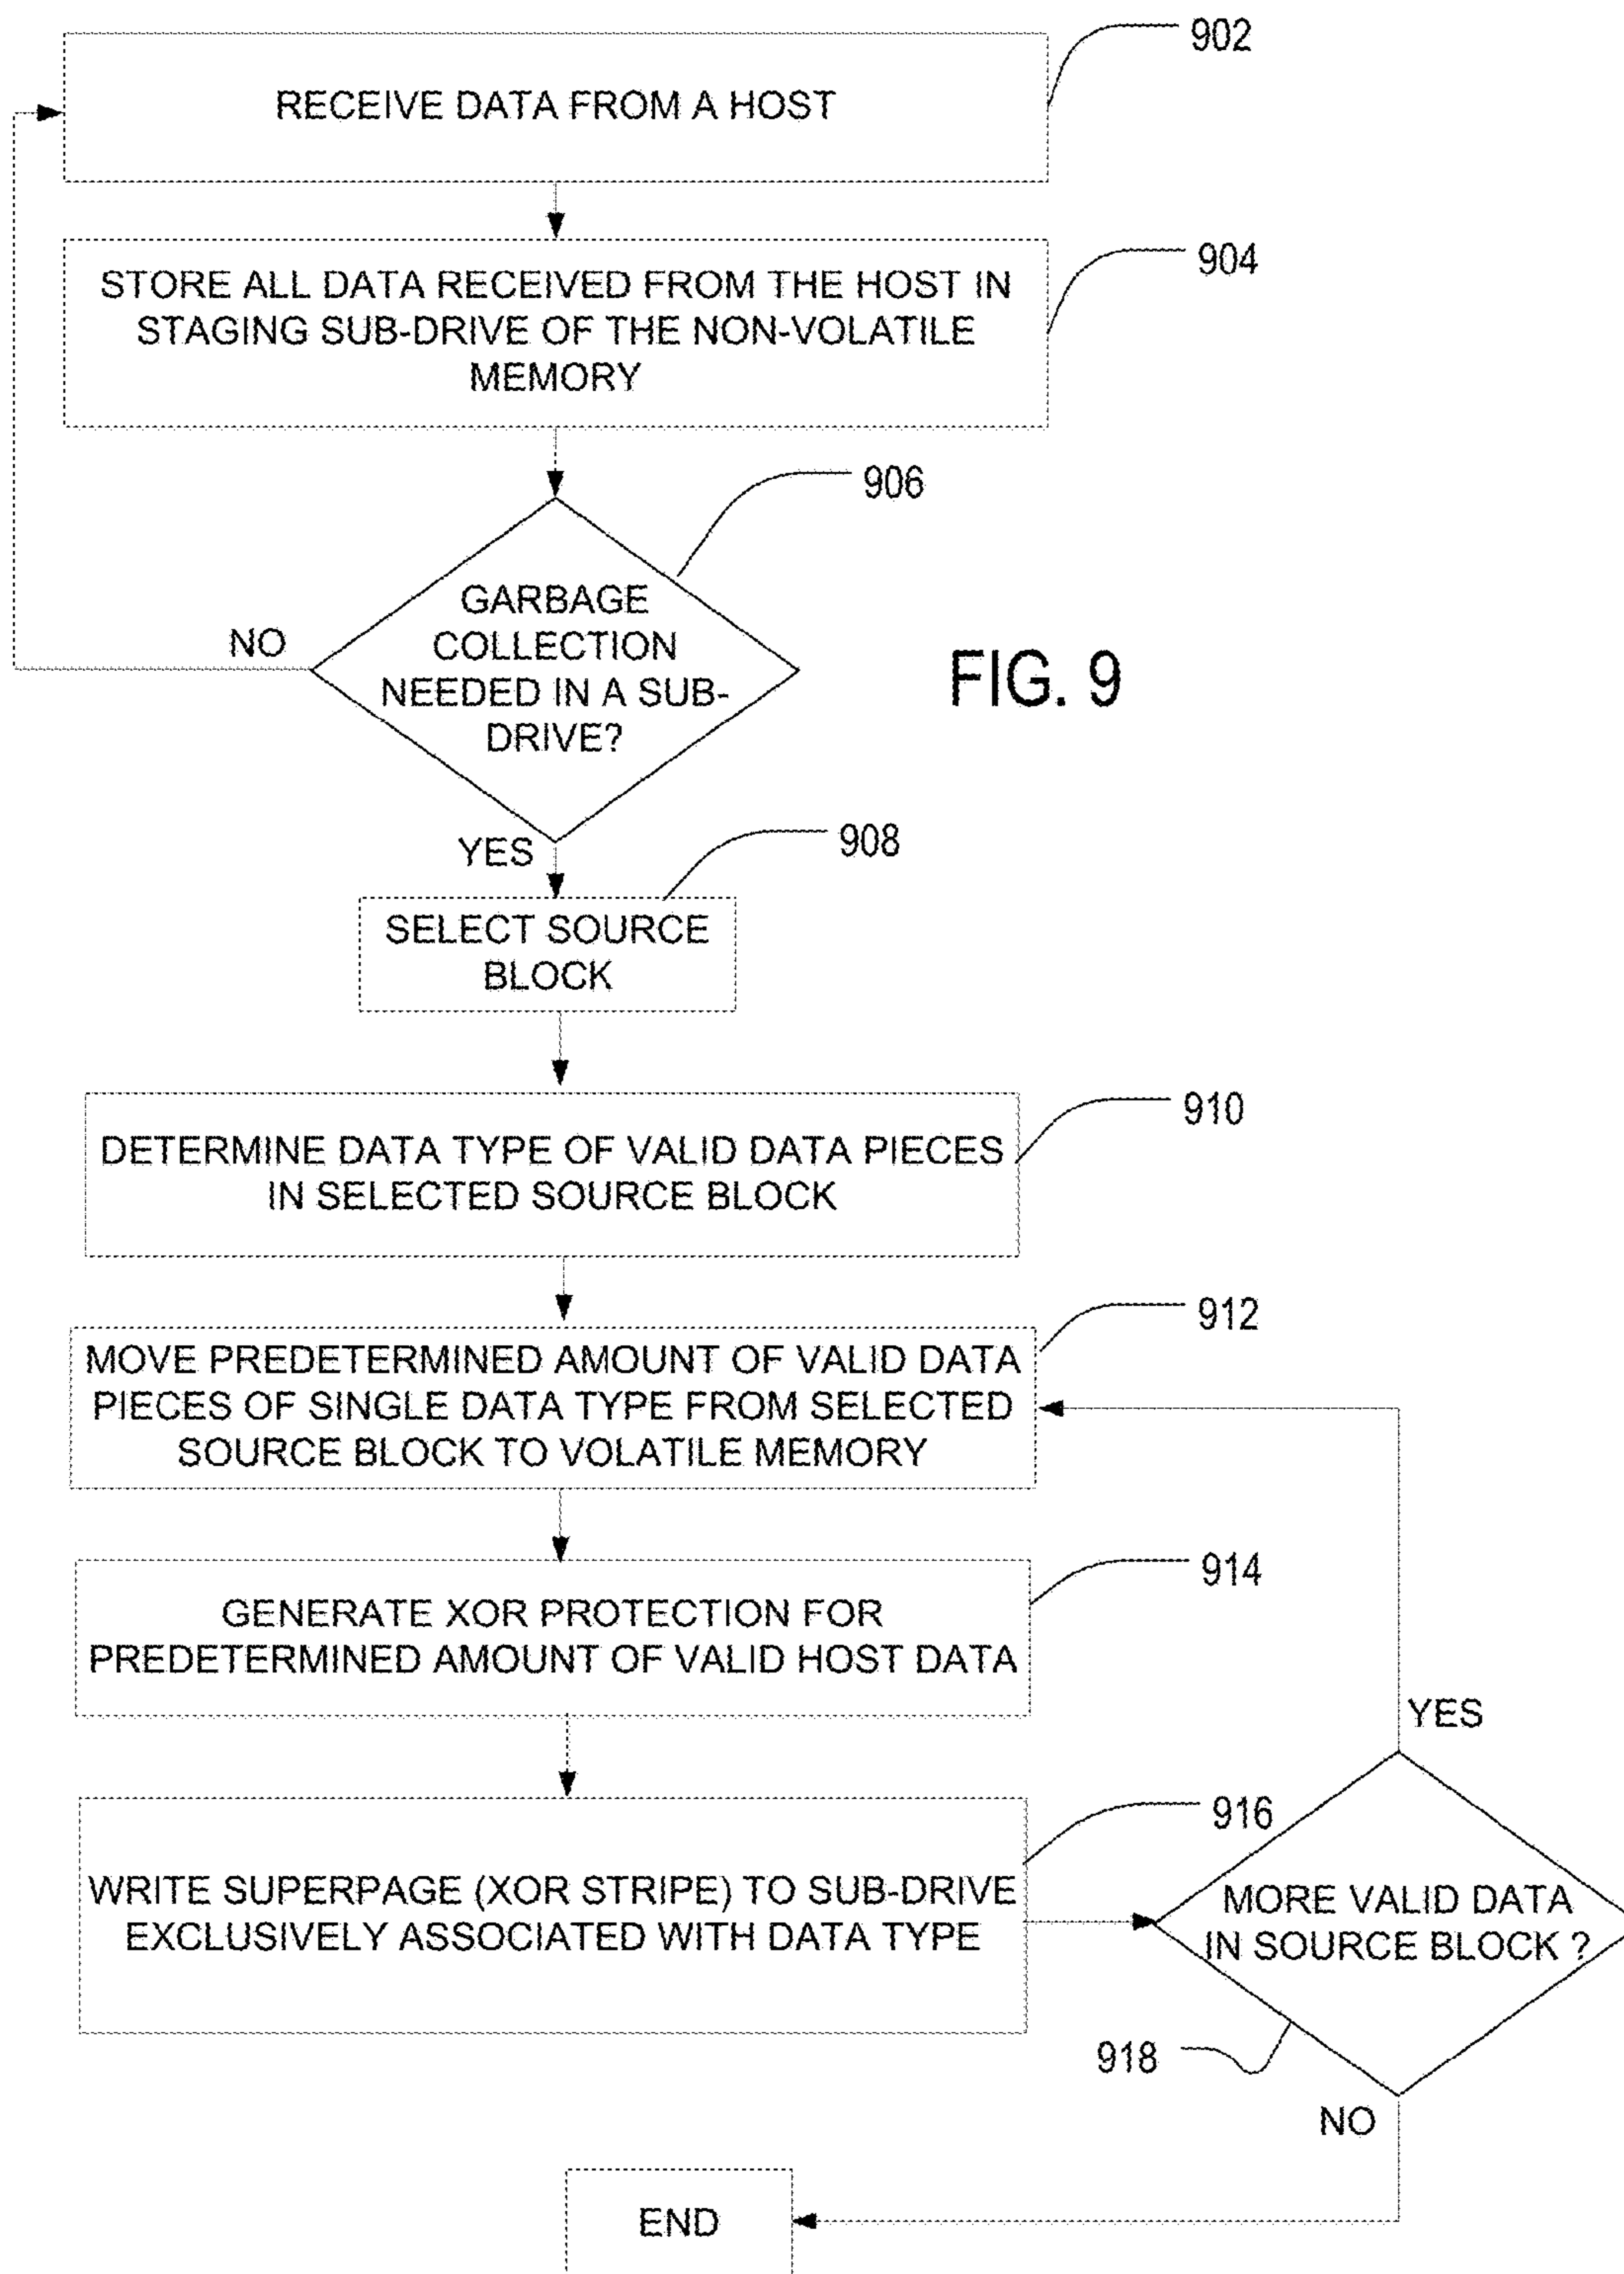 902
RECEIVE DATA FROM A HOST
904
STORE ALL DATA RECEIVED FROM THE HOST IN
STAGING SUB-DRIVE OF THE NON-VOLATILE
MEMORY
906
GARBAGE
COLLECTION
NEEDED IN A SUB-
DRIVE?
NO
FIG. 9
YES
908
SELECT SOURCE
BLOCK
910
DETERMINE DATA TYPE OF VALID DATA PIECES
IN SELECTED SOURCE BLOCK
912
MOVE PREDETERMINED AMOUNT OF VALID DATA
PIECES OF SINGLE DATA TYPE FROM SELECTED
SOURCE BLOCK TO VOLATILE MEMORY
914
GENERATE XOR PROTECTION FOR
PREDETERMINED AMOUNT OF VALID HOST DATA
YES
916
WRITE SUPERPAGE (XOR STRIPE) TO SUB-DRIVE
EXCLUSIVELY ASSOCIATED WITH DATA TYPE
MORE VALID DATA
IN SOURCE BLOCK ?
918
NO
END